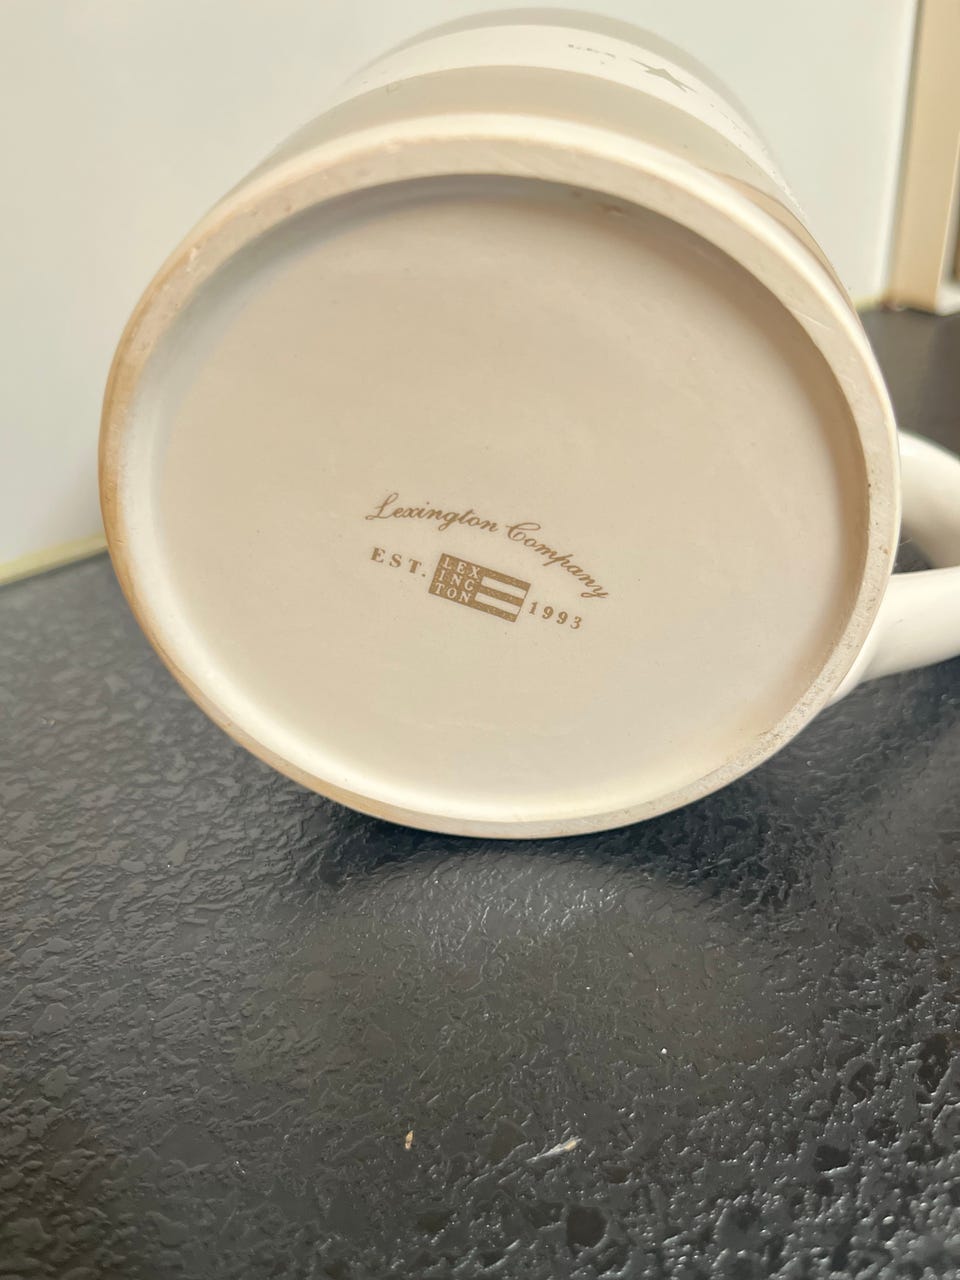 Lexington Company
EST. 1993
LEX
ING
TON